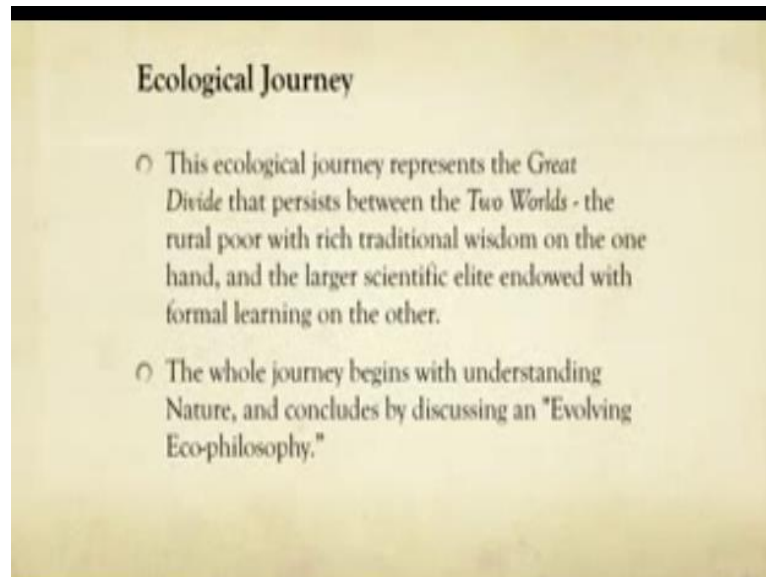 Ecological Journey
This ecological journey represents the Great
Divide that persists between the Two Worlds - the
rural poor with rich traditional wisdom on the one
hand, and the larger scientific elite endowed with
formal learning on the other.
The whole journey begins with understanding
Nature, and concludes by discussing an "Evolving
Eco-philosophy."